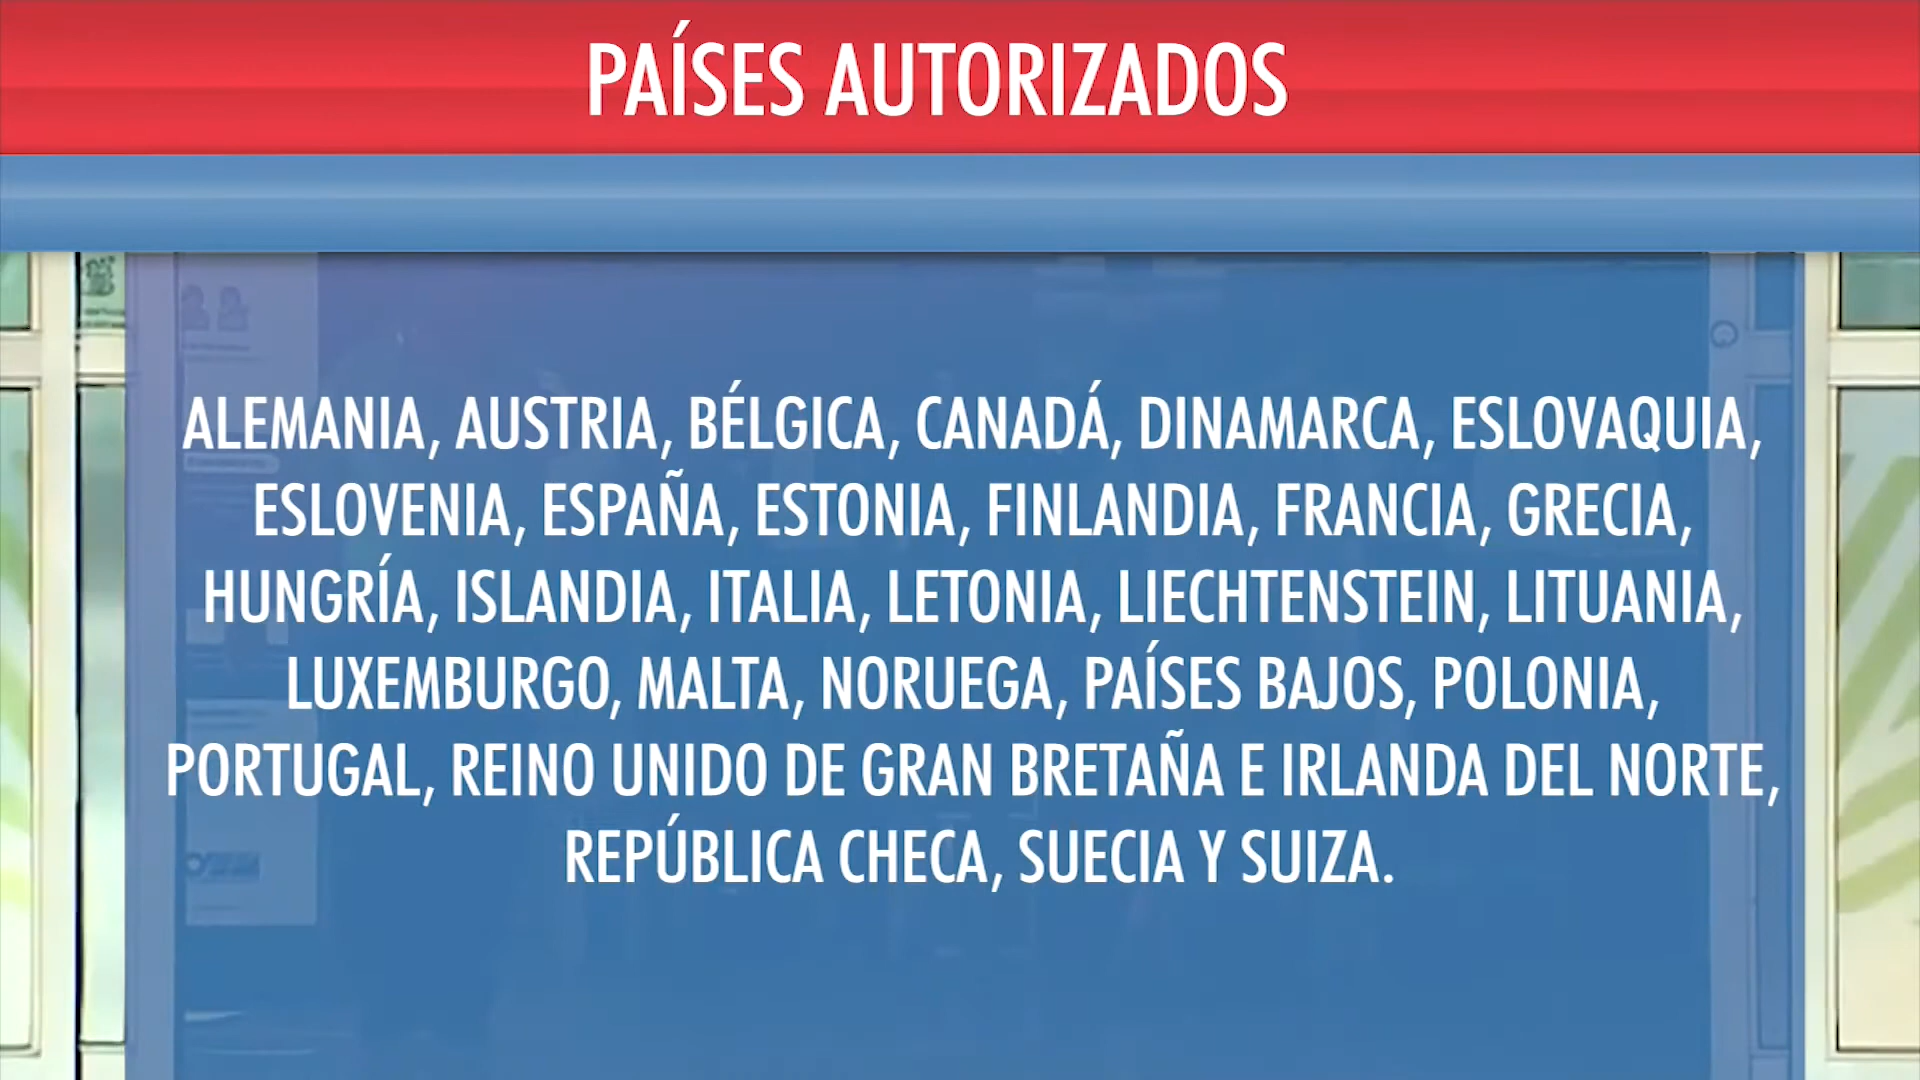 PAÍSES AUTORIZADOS
ALEMANIA, AUSTRIA, BÉLGICA, CANADÁ, DINAMARCA, ESLOVAQUIA,
ESLOVENIA, ESPAÑA, ESTONIA, FINLANDIA, FRANCIA, GRECIA,
HUNGRÍA, ISLANDIA, ITALIA, LETONIA, LIECHTENSTEIN, LITUANIA,
LUXEMBURGO, MALTA, NORUEGA, PAÍSES BAJOS, POLONIA,
PORTUGAL, REINO UNIDO DE GRAN BRETAÑA E IRLANDA DEL NORTE,
REPÚBLICA CHECA, SUECIA Y SUIZA.